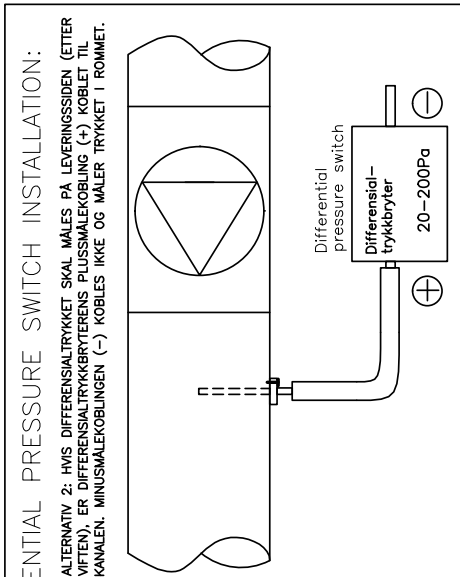 ENTIAL PRESSURE SWITCH INSTALLATION:
ALTERNATIV 2: HVIS DIFFERENSIALTRYKKET SKAL MÅLES PÅ LEVERINGSSIDEN (ETTER
VIFTEN), ER DIFFERENSIALTRYKKBRYTERENS PLUSSMÅLEKOBLING (+) KOBLET TIL
KANALEN. MINUSMÅLEKOBLINGEN (-) KOBLES IKKE OG MÅLER TRYKKET I ROMMET.
Differential
pressure switch
Differensial-
trykkbryter
20-200Pa
+
-